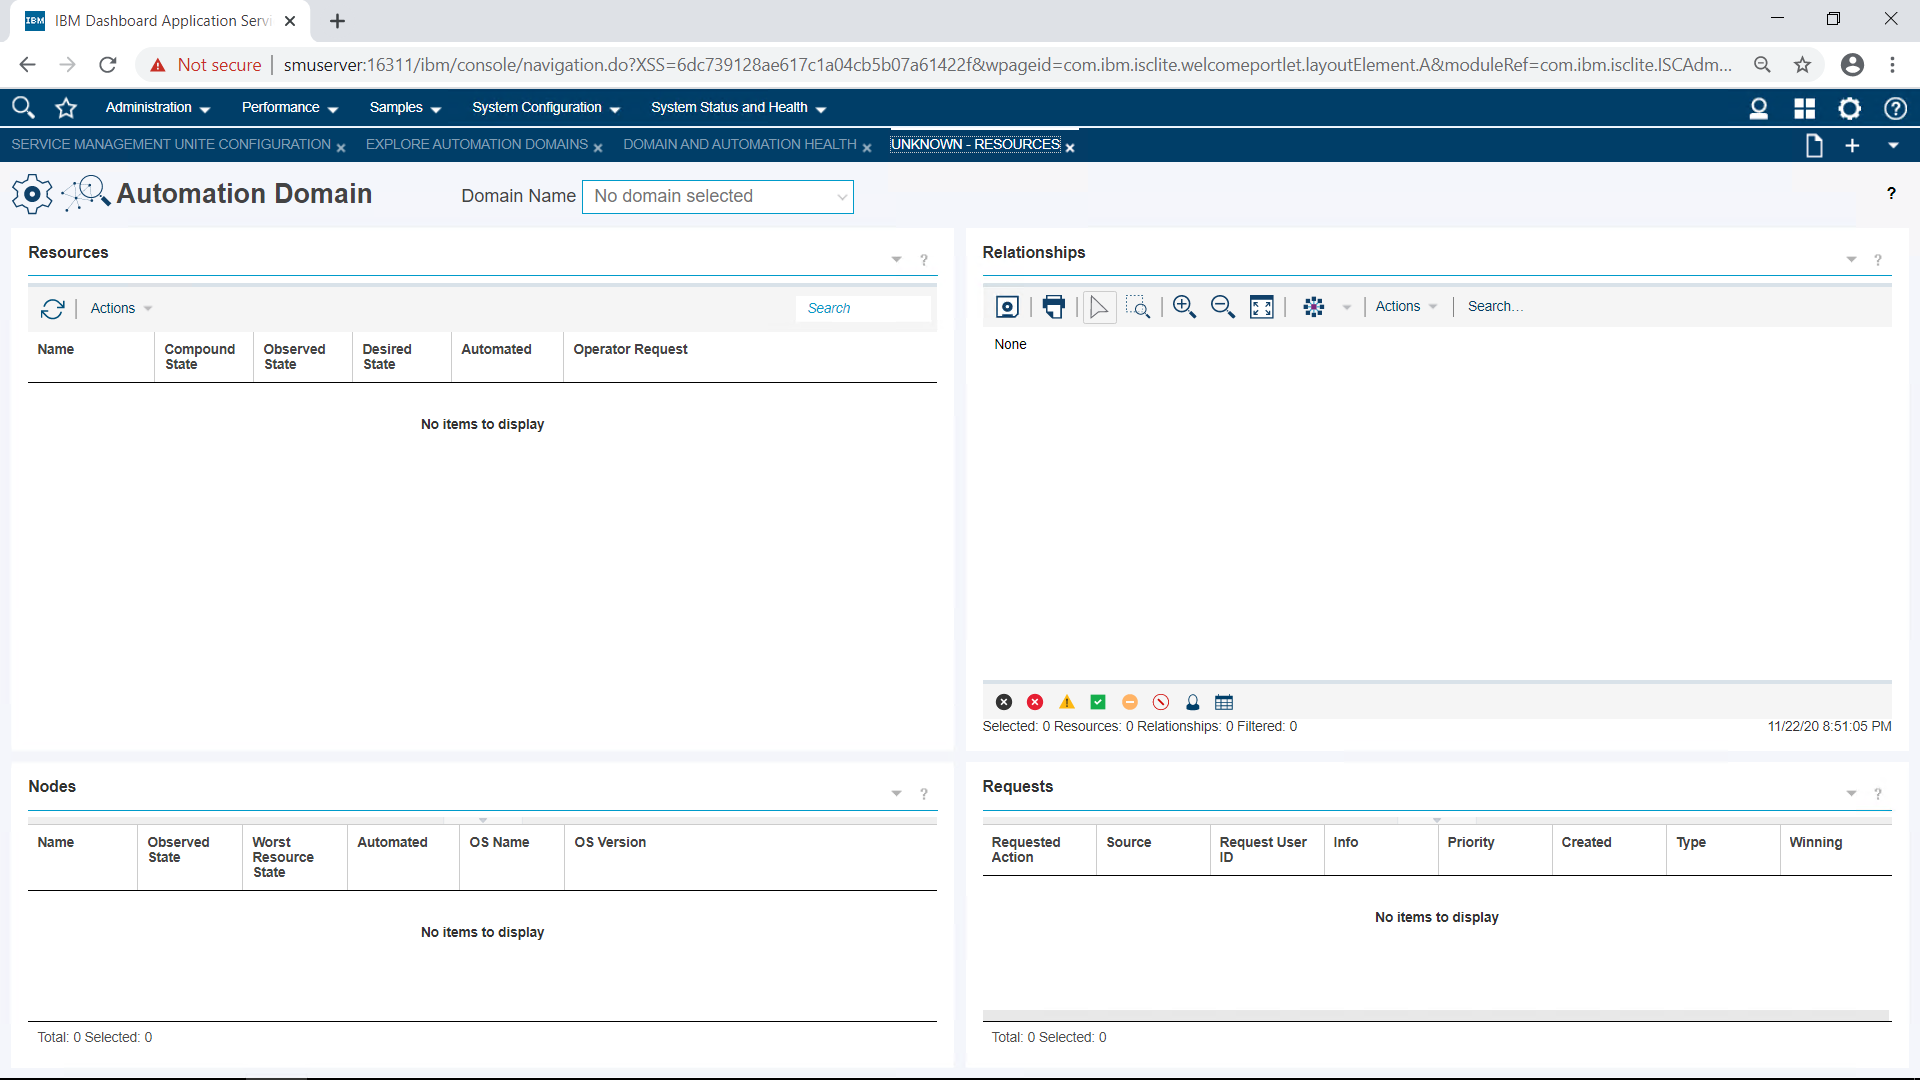 IBM Dashboard Application Servi
Not secure
smuserver:16311/ibm/console/navigation.do?XSS=6dc739128ae617c1a04cb5b07a61422f&wpageid=com.ibm.isclite.welcomeportlet.layoutElement.A&moduleRef=com.ibm.isclite.ISCAdm...
Administration Performance Samples System Configuration System Status and Health
SERVICE MANAGEMENT UNITE CONFIGURATION EXPLORE AUTOMATION DOMAINS DOMAIN AND AUTOMATION HEALTH UNKNOWN - RESOURCES
Automation Domain
Domain Name No domain selected
?
Resources
?
Actions Search
Name Compound State Observed State Desired State Automated Operator Request
No items to display
Relationships
?
Actions Search...
None
Selected: 0 Resources: 0 Relationships: 0 Filtered: 0 11/22/20 8:51:05 PM
Nodes
?
Name Observed State Worst Resource State Automated OS Name OS Version
No items to display
Total: 0 Selected: 0
Requests
?
Requested Action Source Request User ID Info Priority Created Type Winning
No items to display
Total: 0 Selected: 0